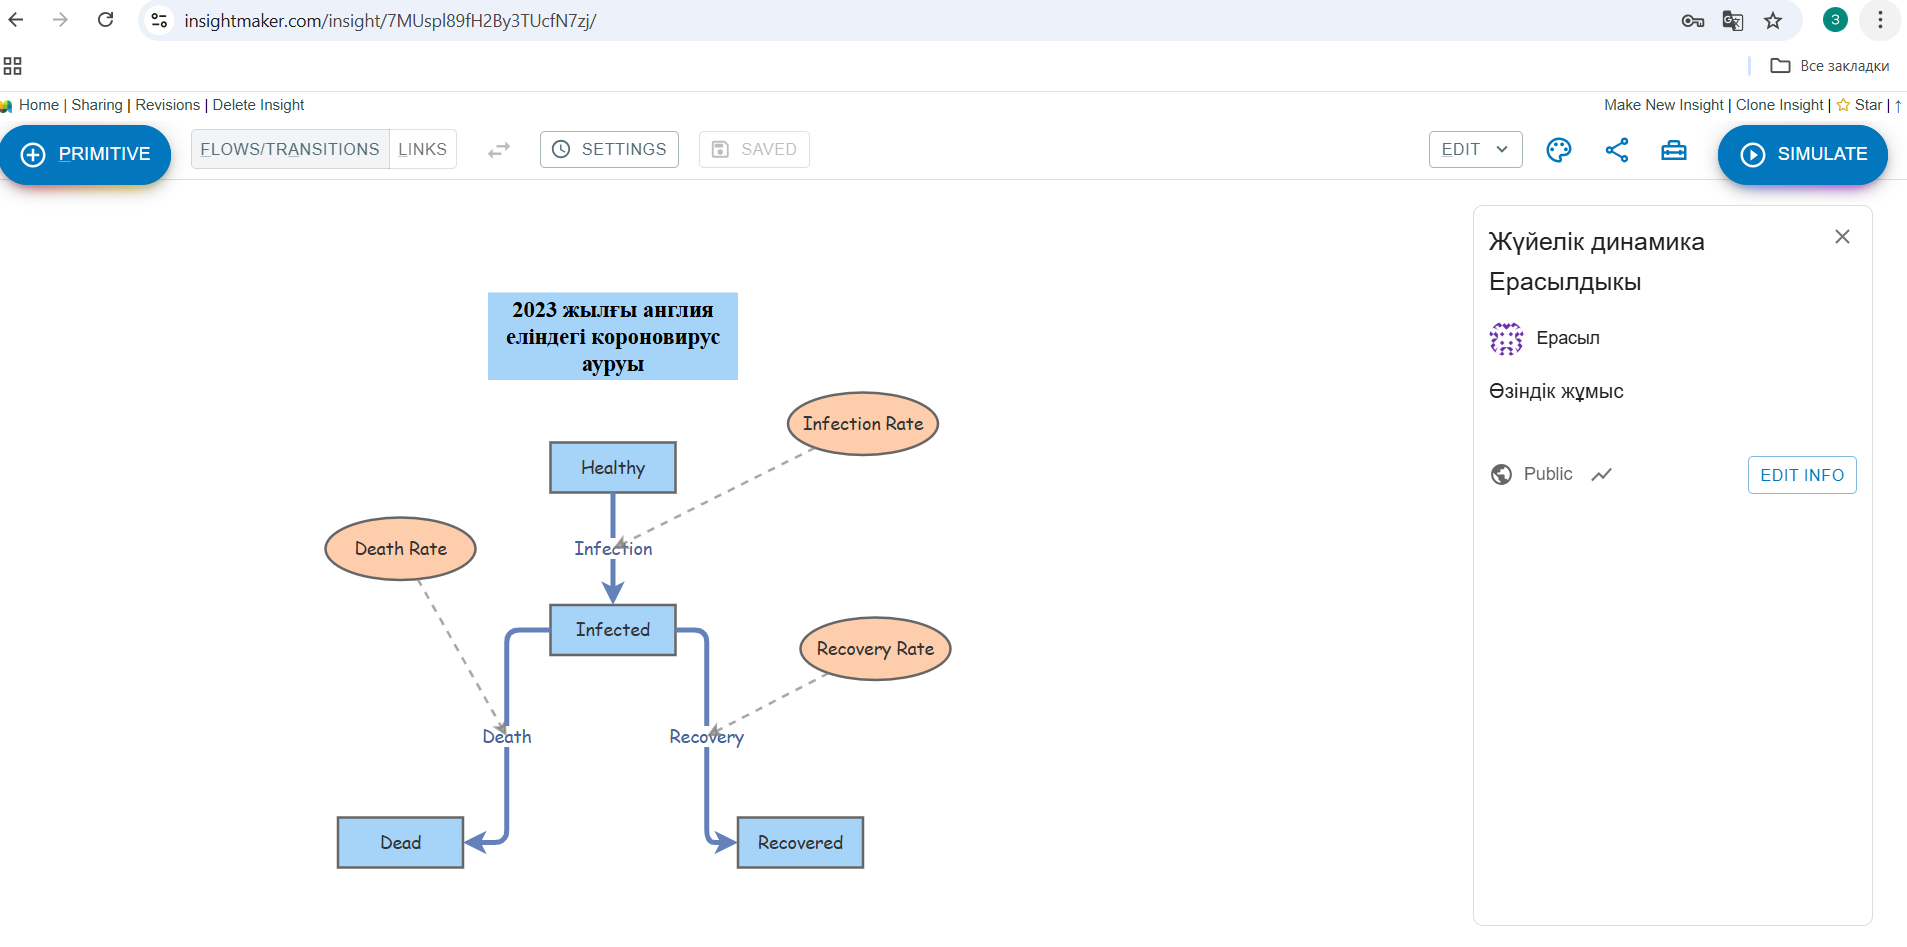 insightmaker.com/insight/7MUspl89fH2By3TUcfN7zj/
3
Все закладки
Home | Sharing | Revisions | Delete Insight
Make New Insight | Clone Insight | Star | ↑
PRIMITIVE
FLOWS/TRANSITIONS
LINKS
SETTINGS
SAVED
EDIT
SIMULATE
Жүйелік динамика
Ерасылдыкы
Ерасыл
Өзіндік жұмыс
Public
EDIT INFO
2023 жылғы англия
еліндегі короновирус
ауруы
Infection Rate
Healthy
Death Rate
Infection
Infected
Recovery Rate
Death
Recovery
Dead
Recovered